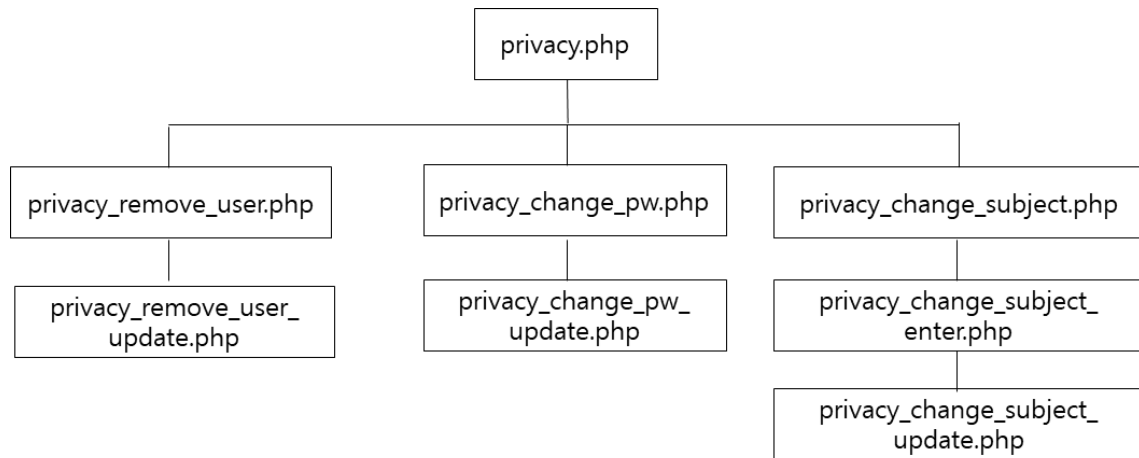 privacy.php
privacy_remove_user.php
privacy_change_pw.php
privacy_change_subject.php
privacy_remove_user_
update.php
privacy_change_pw_
update.php
privacy_change_subject_
enter.php
privacy_change_subject_
update.php